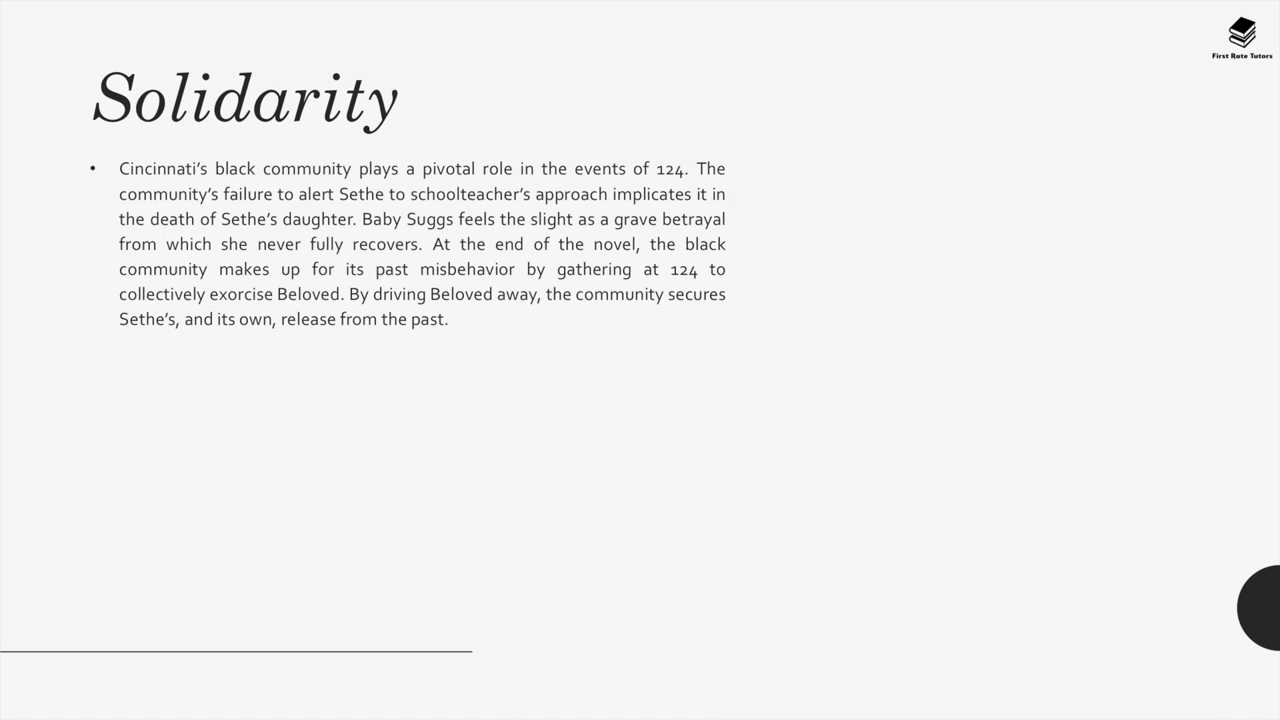 First Rate Tutors
Solidarity
• Cincinnati’s black community plays a pivotal role in the events of 124. The
community’s failure to alert Sethe to schoolteacher’s approach implicates it in
the death of Sethe’s daughter. Baby Suggs feels the slight as a grave betrayal
from which she never fully recovers. At the end of the novel, the black
community makes up for its past misbehavior by gathering at 124 to
collectively exorcise Beloved. By driving Beloved away, the community secures
Sethe’s, and its own, release from the past.